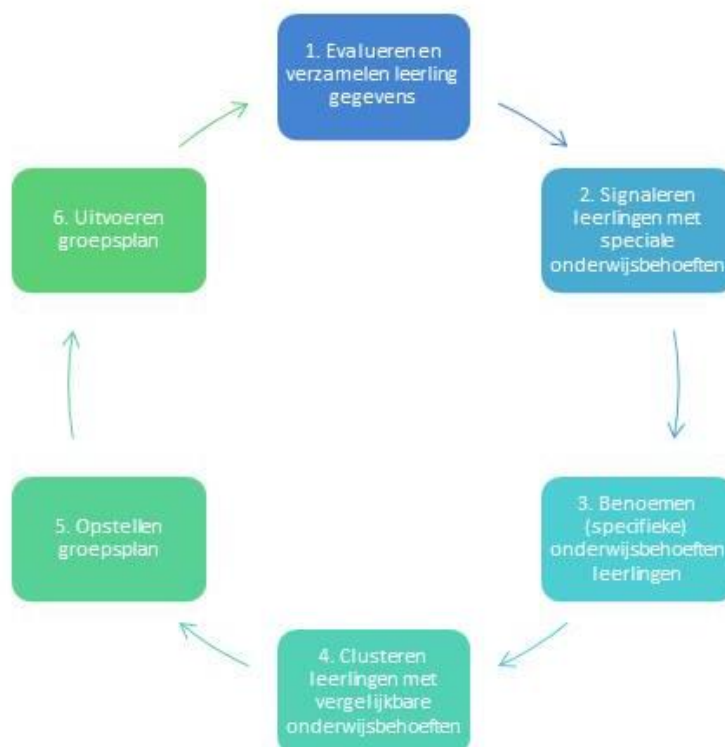 1. Evalueren en
verzamelen leerling
gegevens
2. Signaleren
leerlingen met
speciale
onderwijsbehoeften
3. Benoemen
(specifieke)
onderwijsbehoeften
leerlingen
4. Clusteren
leerlingen met
vergelijkbare
onderwijsbehoeften
5. Opstellen
groepsplan
6. Uitvoeren
groepsplan